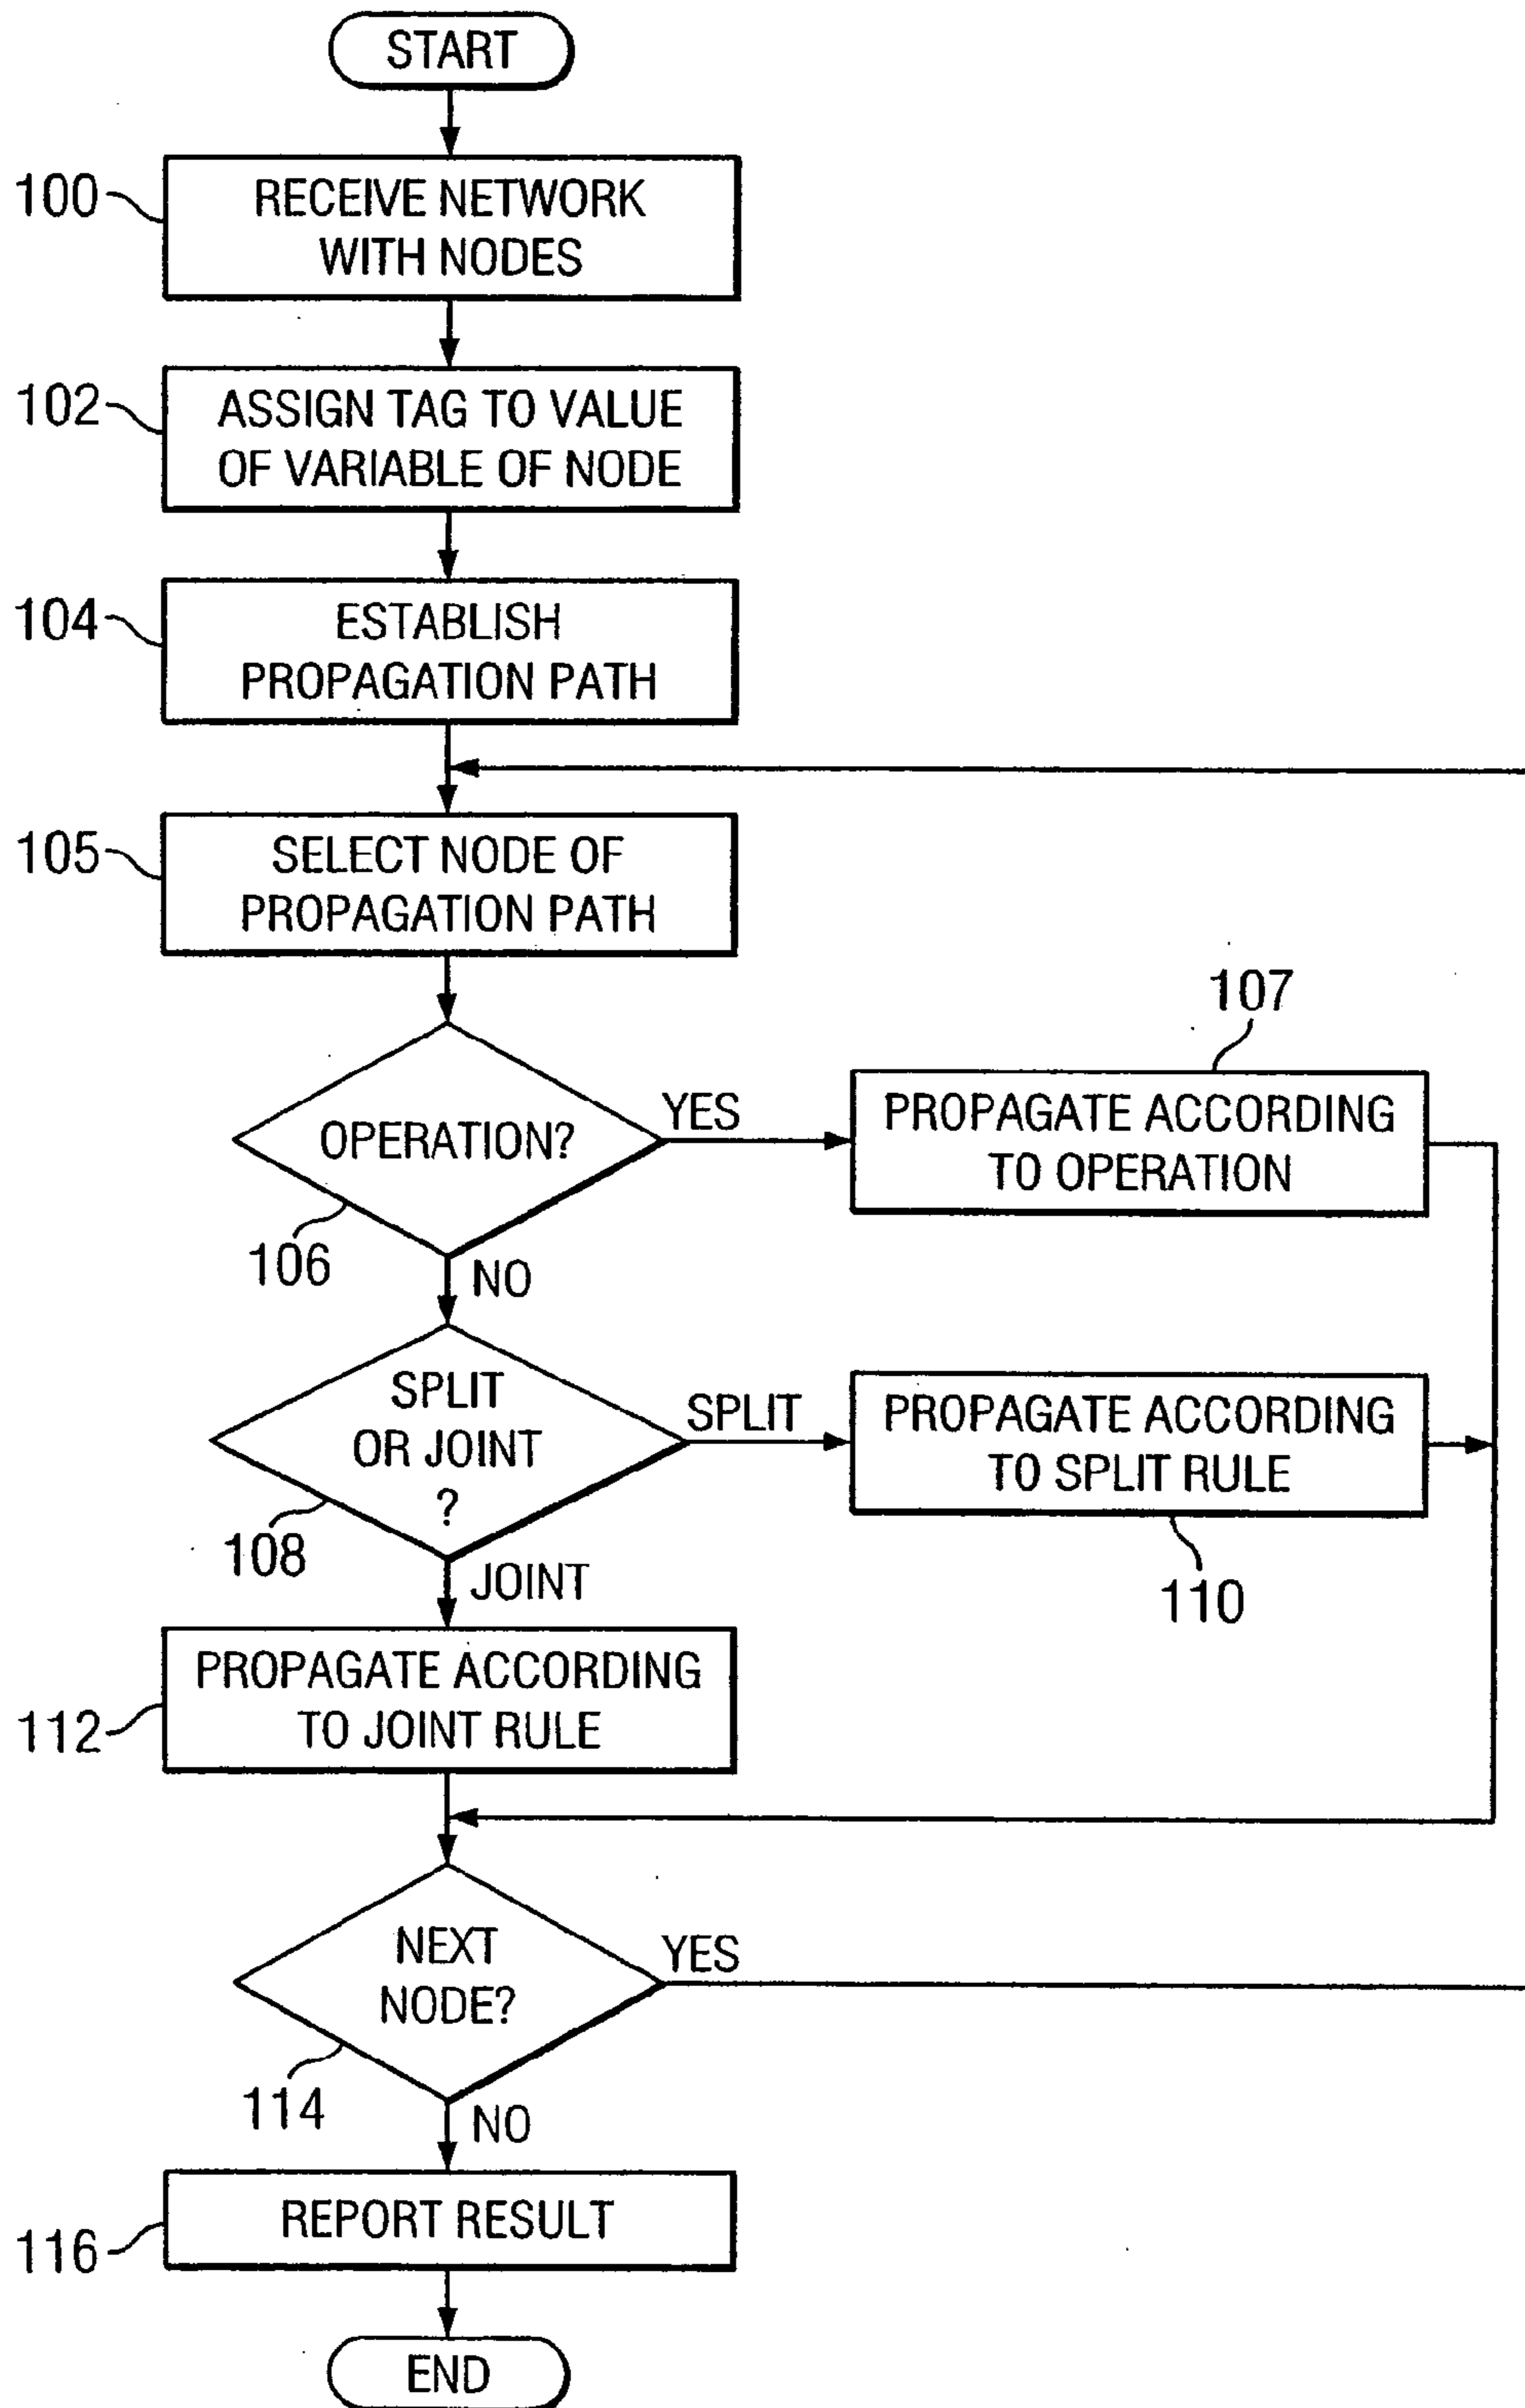 START
100
RECEIVE NETWORK
WITH NODES
102
ASSIGN TAG TO VALUE
OF VARIABLE OF NODE
104
ESTABLISH
PROPAGATION PATH
105
SELECT NODE OF
PROPAGATION PATH
107
OPERATION?
YES
PROPAGATE ACCORDING
TO OPERATION
106
NO
SPLIT
OR JOINT
?
SPLIT
PROPAGATE ACCORDING
TO SPLIT RULE
108
JOINT
110
PROPAGATE ACCORDING
TO JOINT RULE
112
NEXT
NODE?
YES
114
NO
REPORT RESULT
116
END